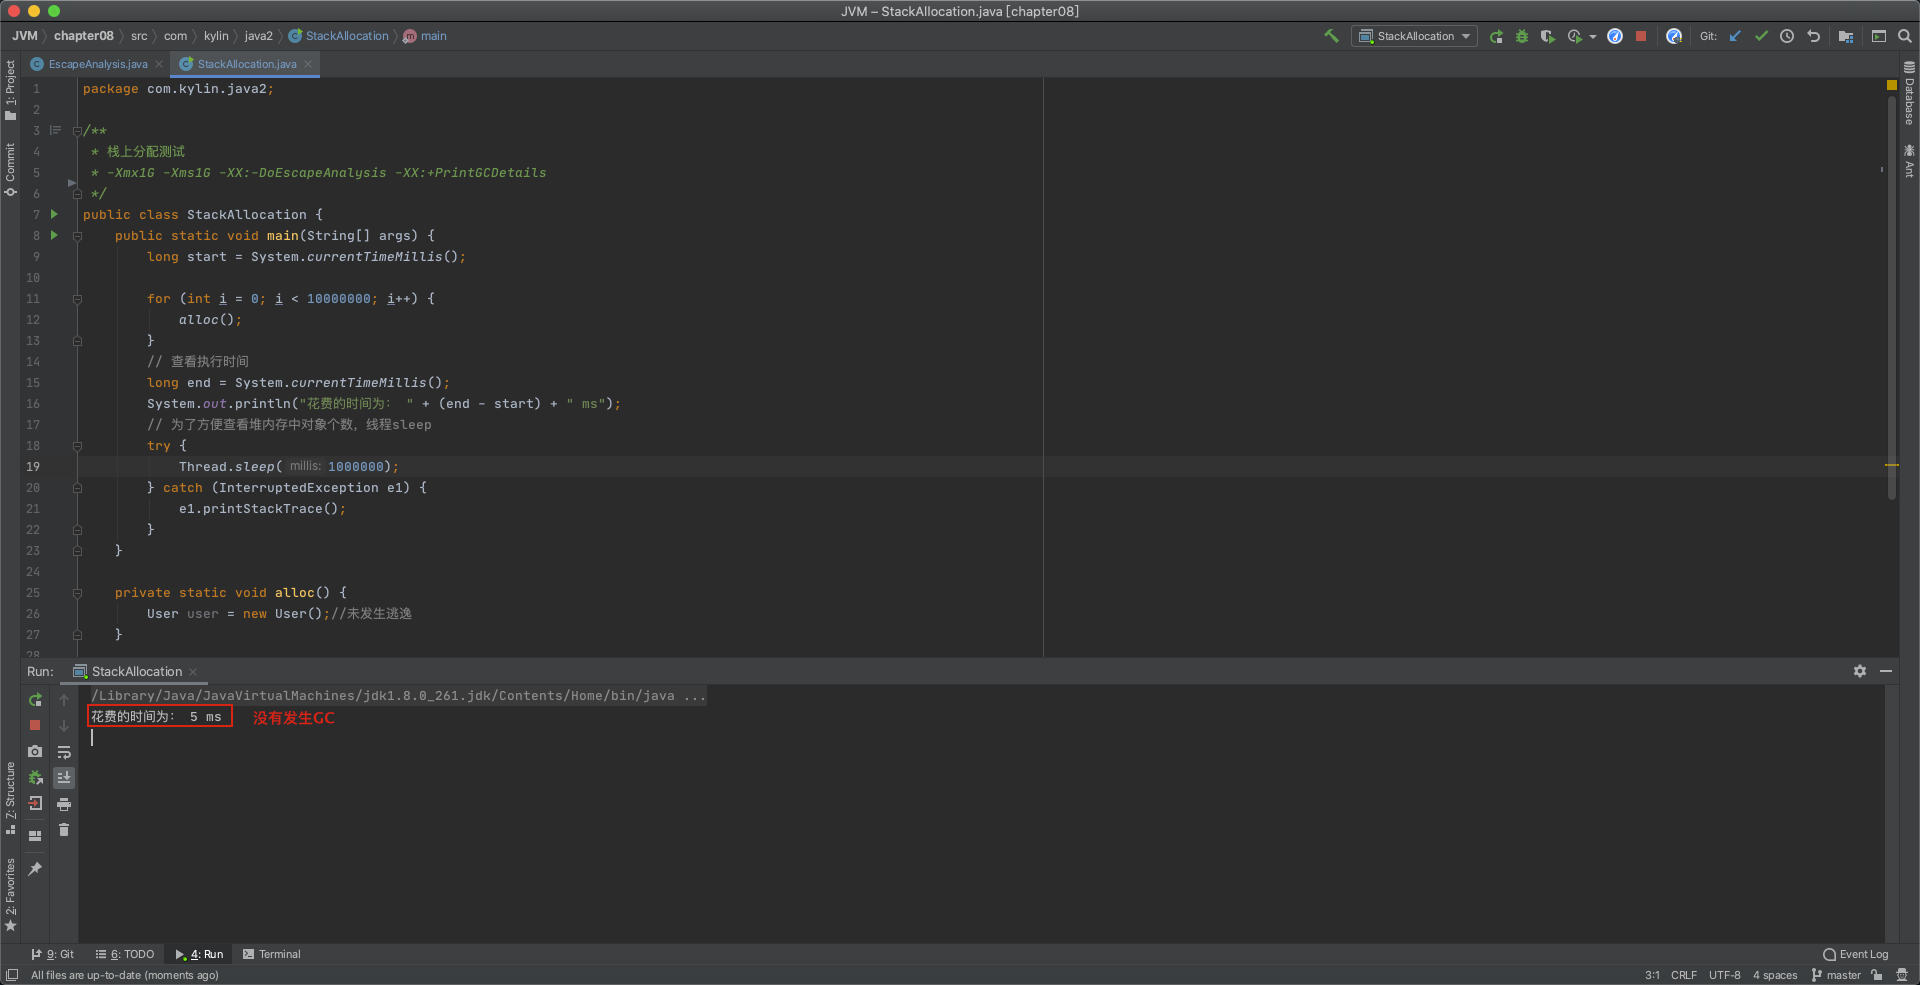 JVM – StackAllocation.java [chapter08]
JVM chapter08 src com kylin java2 StackAllocation main
StackAllocation Git:
EscapeAnalysis.java StackAllocation.java
1: Project
Commit
Z: Structure
2: Favorites
Database
Ant
1 package com.kylin.java2;
2
3 /**
4 * 栈上分配测试
5 * -Xmx1G -Xms1G -XX:-DoEscapeAnalysis -XX:+PrintGCDetails
6 */
7 public class StackAllocation {
8 public static void main(String[] args) {
9 long start = System.currentTimeMillis();
10
11 for (int i = 0; i < 10000000; i++) {
12 alloc();
13 }
14 // 查看执行时间
15 long end = System.currentTimeMillis();
16 System.out.println("花费的时间为： " + (end - start) + " ms");
17 // 为了方便查看堆内存中对象个数，线程sleep
18 try {
19 Thread.sleep( millis: 1000000);
20 } catch (InterruptedException e1) {
21 e1.printStackTrace();
22 }
23 }
24
25 private static void alloc() {
26 User user = new User();//未发生逃逸
27 }
28
Run: StackAllocation
/Library/Java/JavaVirtualMachines/jdk1.8.0_261.jdk/Contents/Home/bin/java ...
花费的时间为： 5 ms 没有发生GC
9: Git 6: TODO 4: Run Terminal Event Log
All files are up-to-date (moments ago) 3:1 CRLF UTF-8 4 spaces master